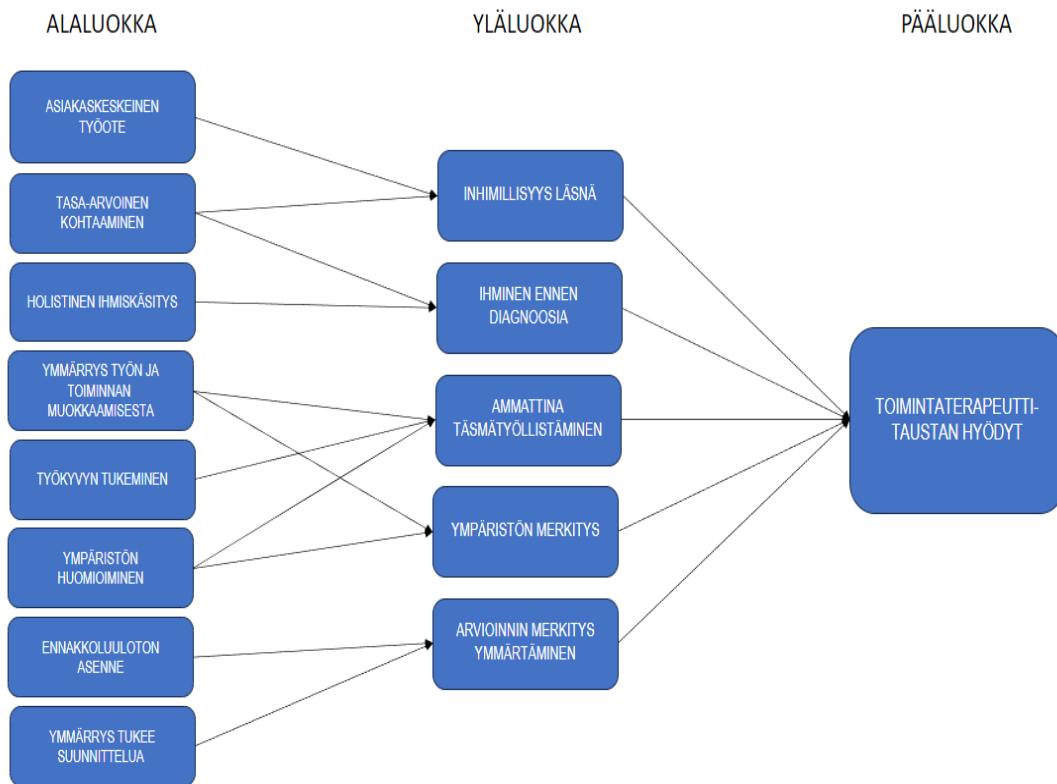 ALALUOKKA
YLÄLUOKKA
PÄÄLUOKKA
ASIAKASKESKEINEN
TYÖOTE
TASA-ARVOINEN
KOHTAAMINEN
HOLISTINEN IHMISKÄSITYS
YMMÄRRYS TYÖN JA
TOIMINNAN
MUOKKAAMISESTA
TYÖKYVYN TUKEMINEN
YMPÄRISTÖN
HUOMIOIMINEN
ENNAKKOLUULOTON
ASENNE
YMMÄRRYS TUKEE
SUUNNITTELUA
INHIMILLISYYS LÄSNÄ
IHMINEN ENNEN
DIAGNOOSIA
AMMATTINA
TÄSMÄTYÖLLISTÄMINEN
YMPÄRISTÖN MERKITYS
ARVIOINNIN MERKITYS
YMMÄRTÄMINEN
TOIMINTATERAPEUTTI-
TAUSTAN HYÖDYT